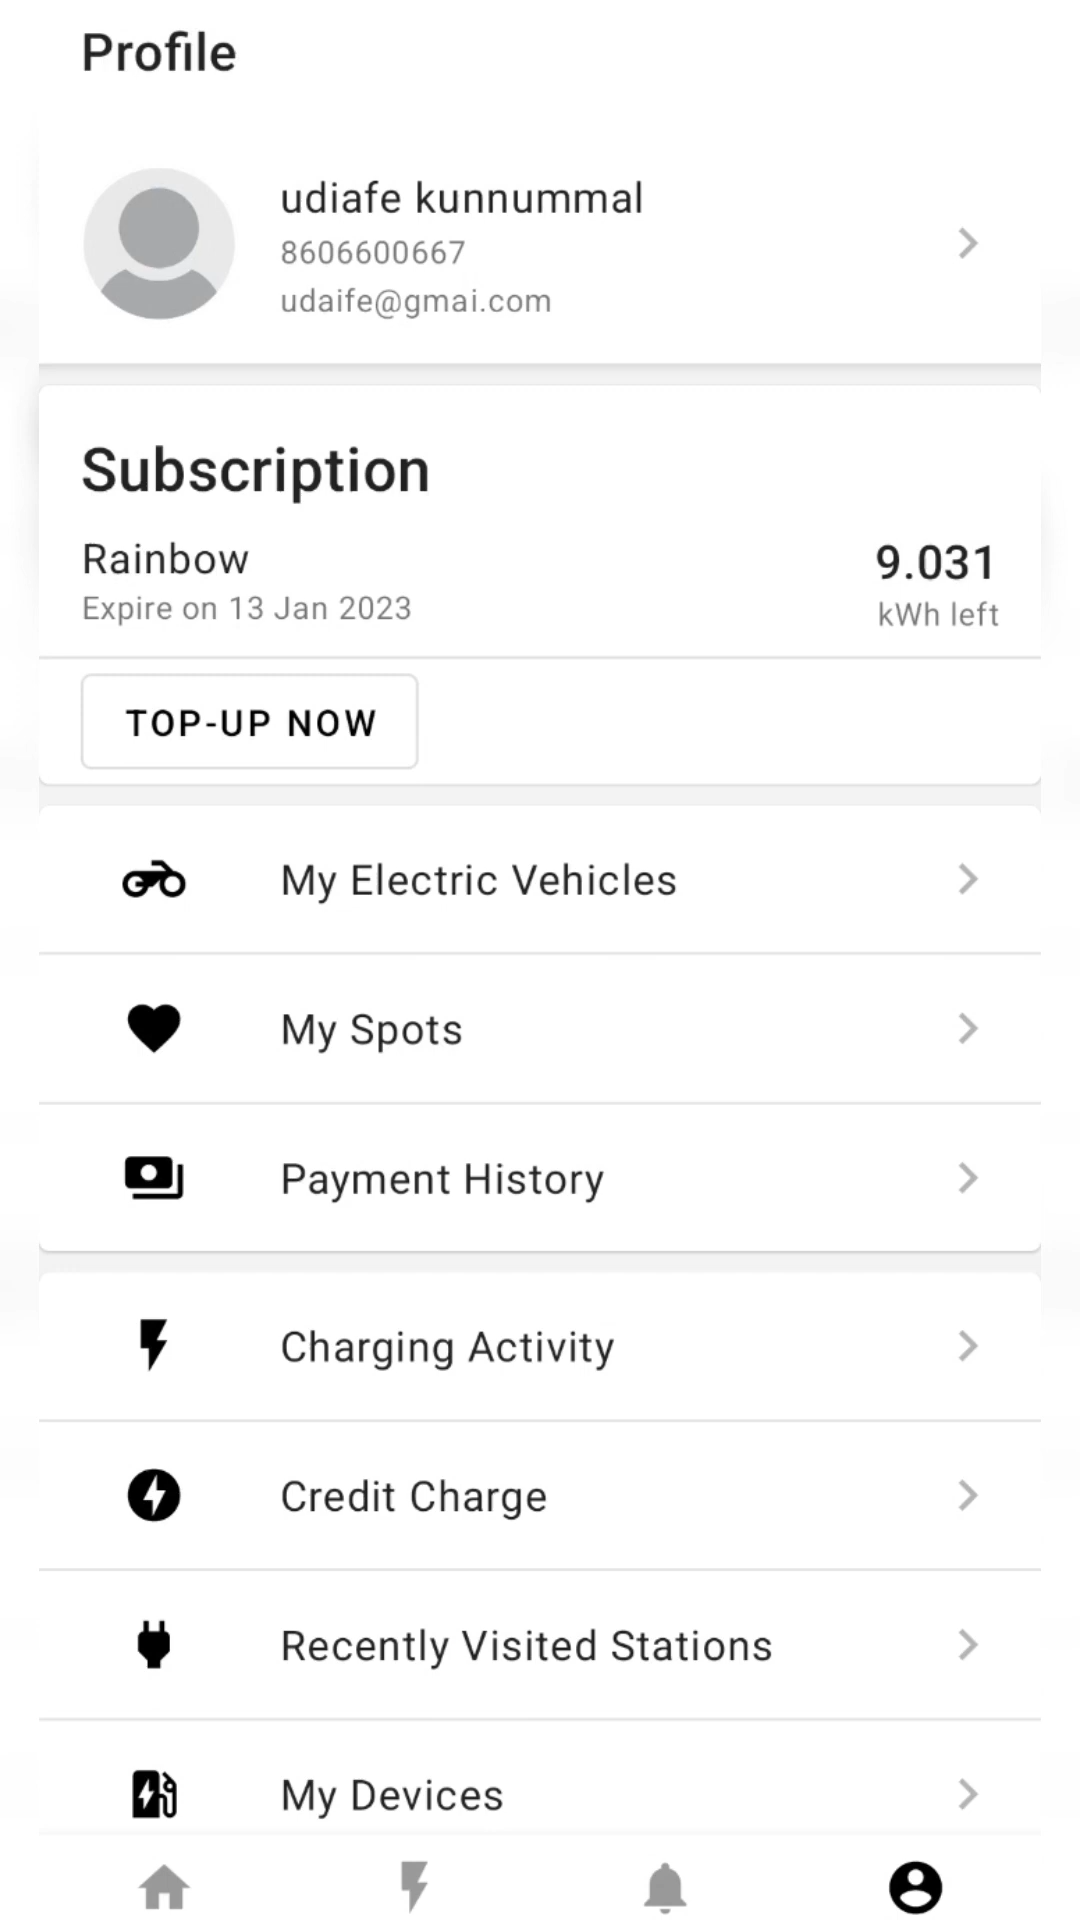 Profile
udiafe kunnummal
8606600667
udaife@gmai.com
Subscription
Rainbow
Expire on 13 Jan 2023
9.031
kWh left
TOP-UP NOW
My Electric Vehicles
My Spots
Payment History
Charging Activity
Credit Charge
Recently Visited Stations
My Devices